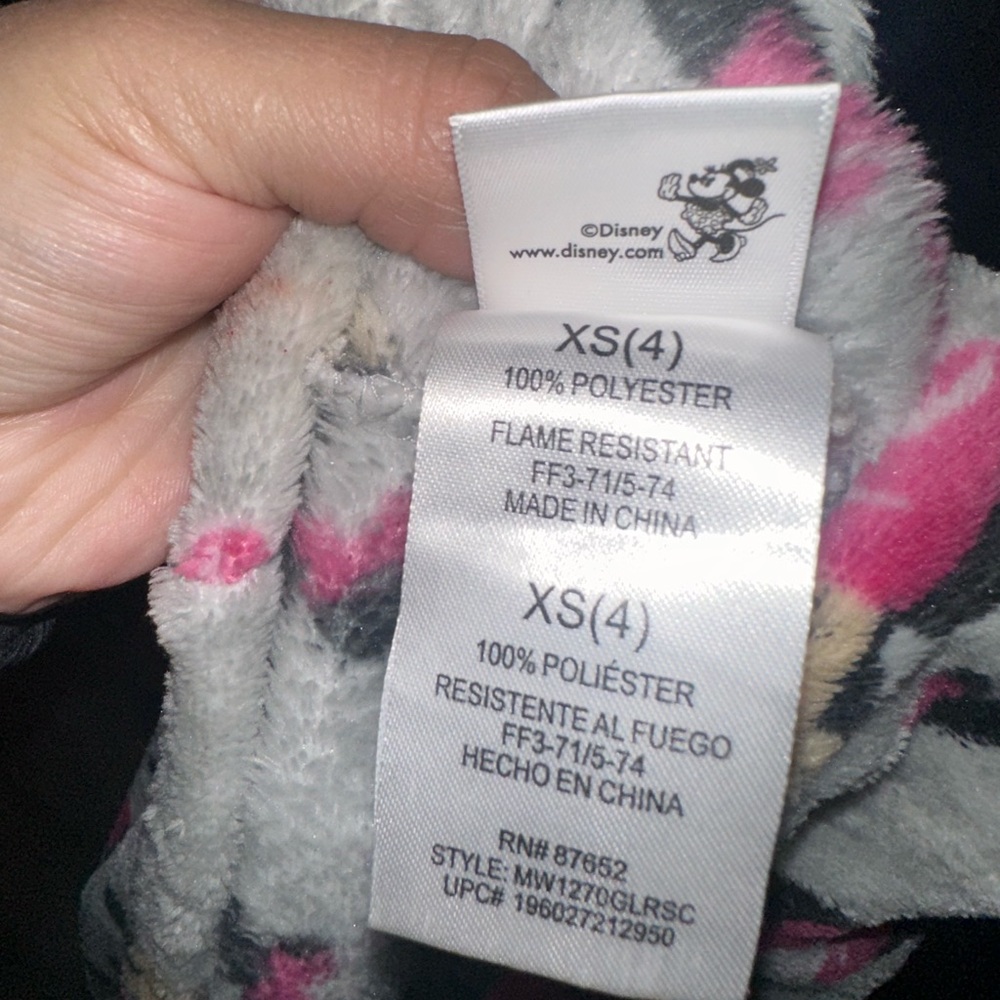 ©Disney
www.disney.com
XS(4)
100% POLYESTER
FLAME RESISTANT
FF3-71/5-74
MADE IN CHINA
XS(4)
100% POLIÉSTER
RESISTENTE AL FUEGO
FF3-71/5-74
HECHO EN CHINA
RN# 87652
STYLE: MW1270GLRSC
UPC# 196027212950